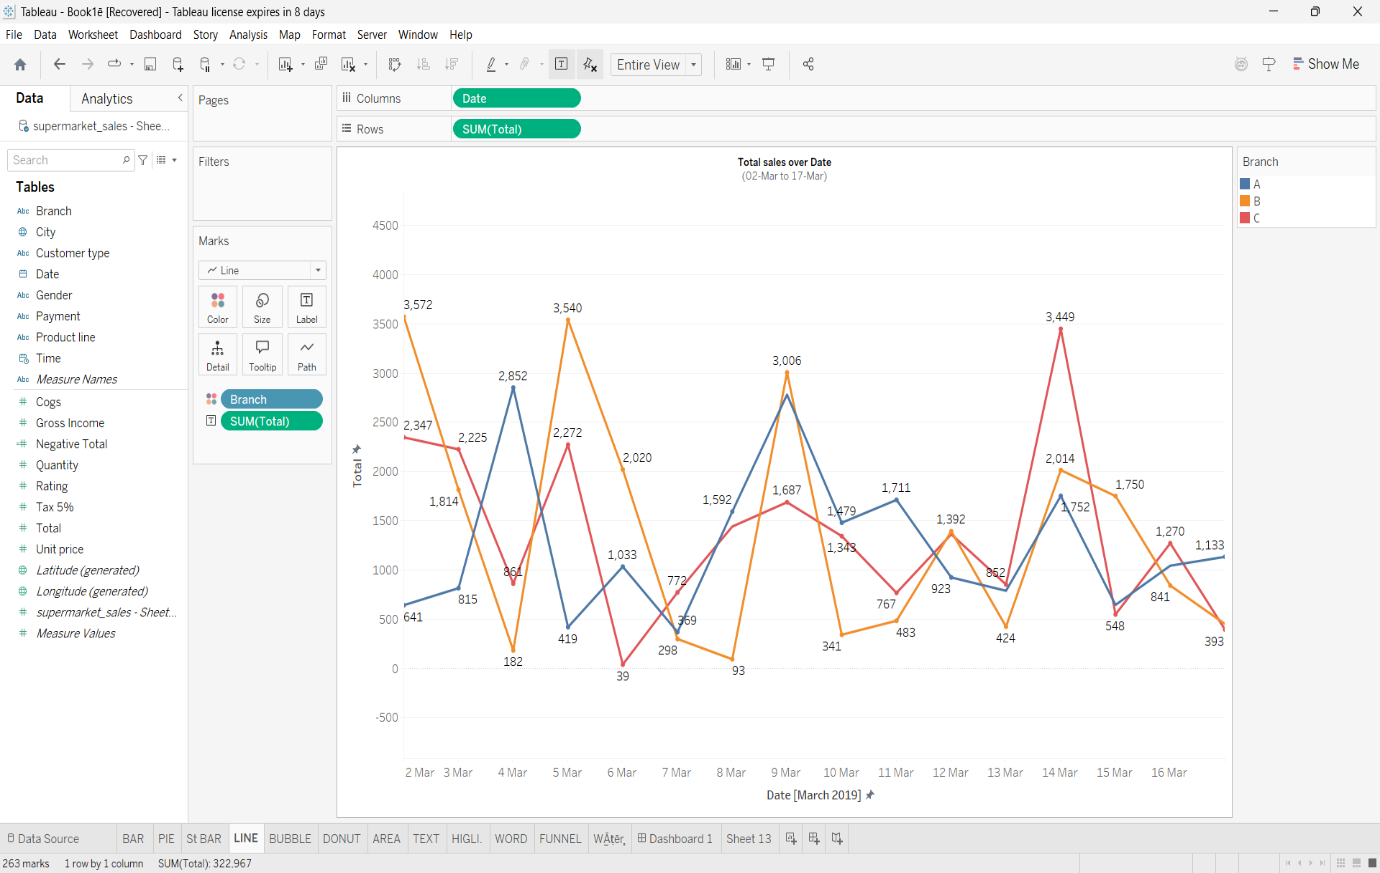 Tableau - Book1ē [Recovered] - Tableau license expires in 8 days
File Data Worksheet Dashboard Story Analysis Map Format Server Window Help
Entire View
Show Me
Data Analytics
supermarket_sales - Shee...
Search
Tables
Abc Branch
City
Abc Customer type
Date
Abc Gender
Abc Payment
Abc Product line
Time
Abc Measure Names
# Cogs
# Gross Income
=# Negative Total
# Quantity
# Rating
# Tax 5%
# Total
# Unit price
Latitude (generated)
Longitude (generated)
# supermarket_sales - Sheet...
# Measure Values
Pages
Filters
Marks
Line
Color Size Label
Detail Tooltip Path
Branch
SUM(Total)
Columns Date
Rows SUM(Total)
Total sales over Date
(02-Mar to 17-Mar)
4500
4000
3500
3000
2500
2000
1500
1000
500
0
-500
Total
3,572
3,540
3,449
3,006
2,852
2,347
2,225
2,272
2,020
2,014
1,814
1,592
1,687
1,711
1,750
1,752
1,479
1,392
1,343
1,270
1,133
1,033
861
772
852
767
923
841
641
815
369
419
298
182
39
93
341
483
424
548
393
2 Mar 3 Mar 4 Mar 5 Mar 6 Mar 7 Mar 8 Mar 9 Mar 10 Mar 11 Mar 12 Mar 13 Mar 14 Mar 15 Mar 16 Mar
Date [March 2019]
Branch
A
B
C
Data Source BAR PIE St BAR LINE BUBBLE DONUT AREA TEXT HIGLI. WORD FUNNEL Dashboard 1 Sheet 13
263 marks 1 row by 1 column SUM(Total): 322,967